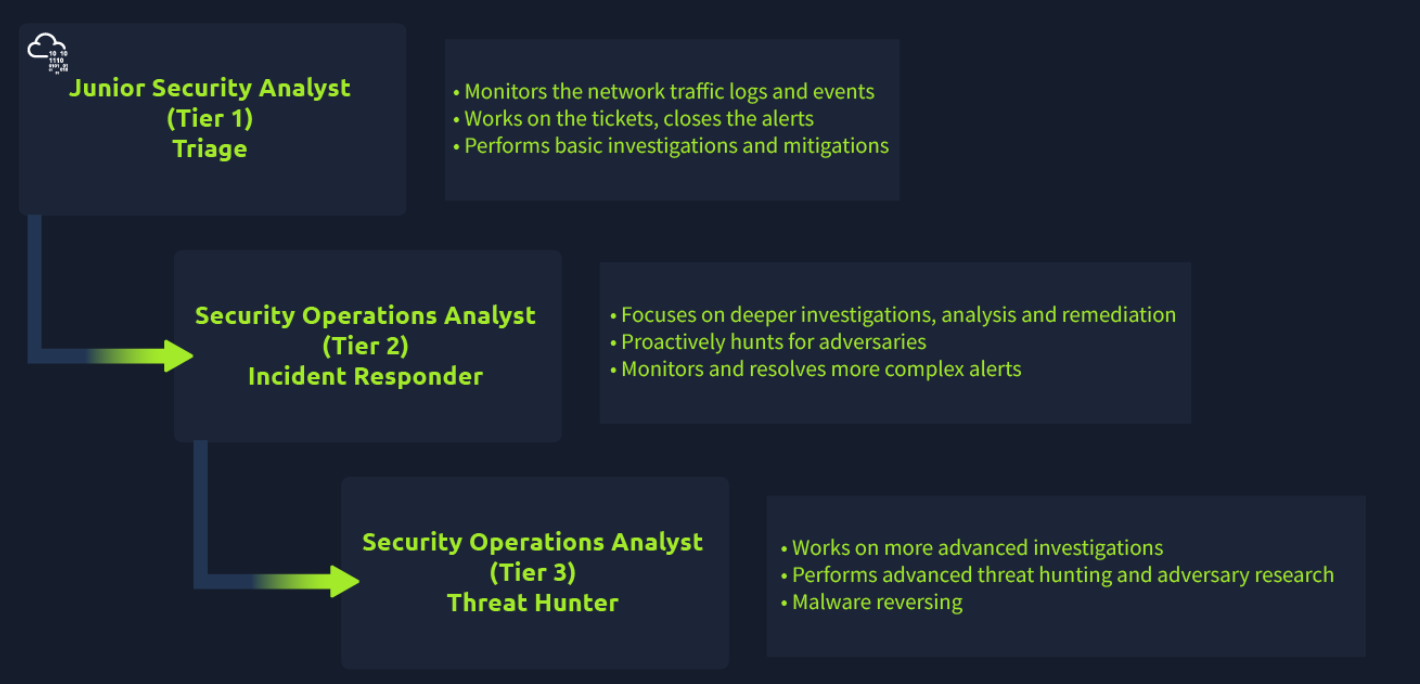 Junior Security Analyst
(Tier 1)
Triage
• Monitors the network traffic logs and events
• Works on the tickets, closes the alerts
• Performs basic investigations and mitigations
Security Operations Analyst
(Tier 2)
Incident Responder
• Focuses on deeper investigations, analysis and remediation
• Proactively hunts for adversaries
• Monitors and resolves more complex alerts
Security Operations Analyst
(Tier 3)
Threat Hunter
• Works on more advanced investigations
• Performs advanced threat hunting and adversary research
• Malware reversing